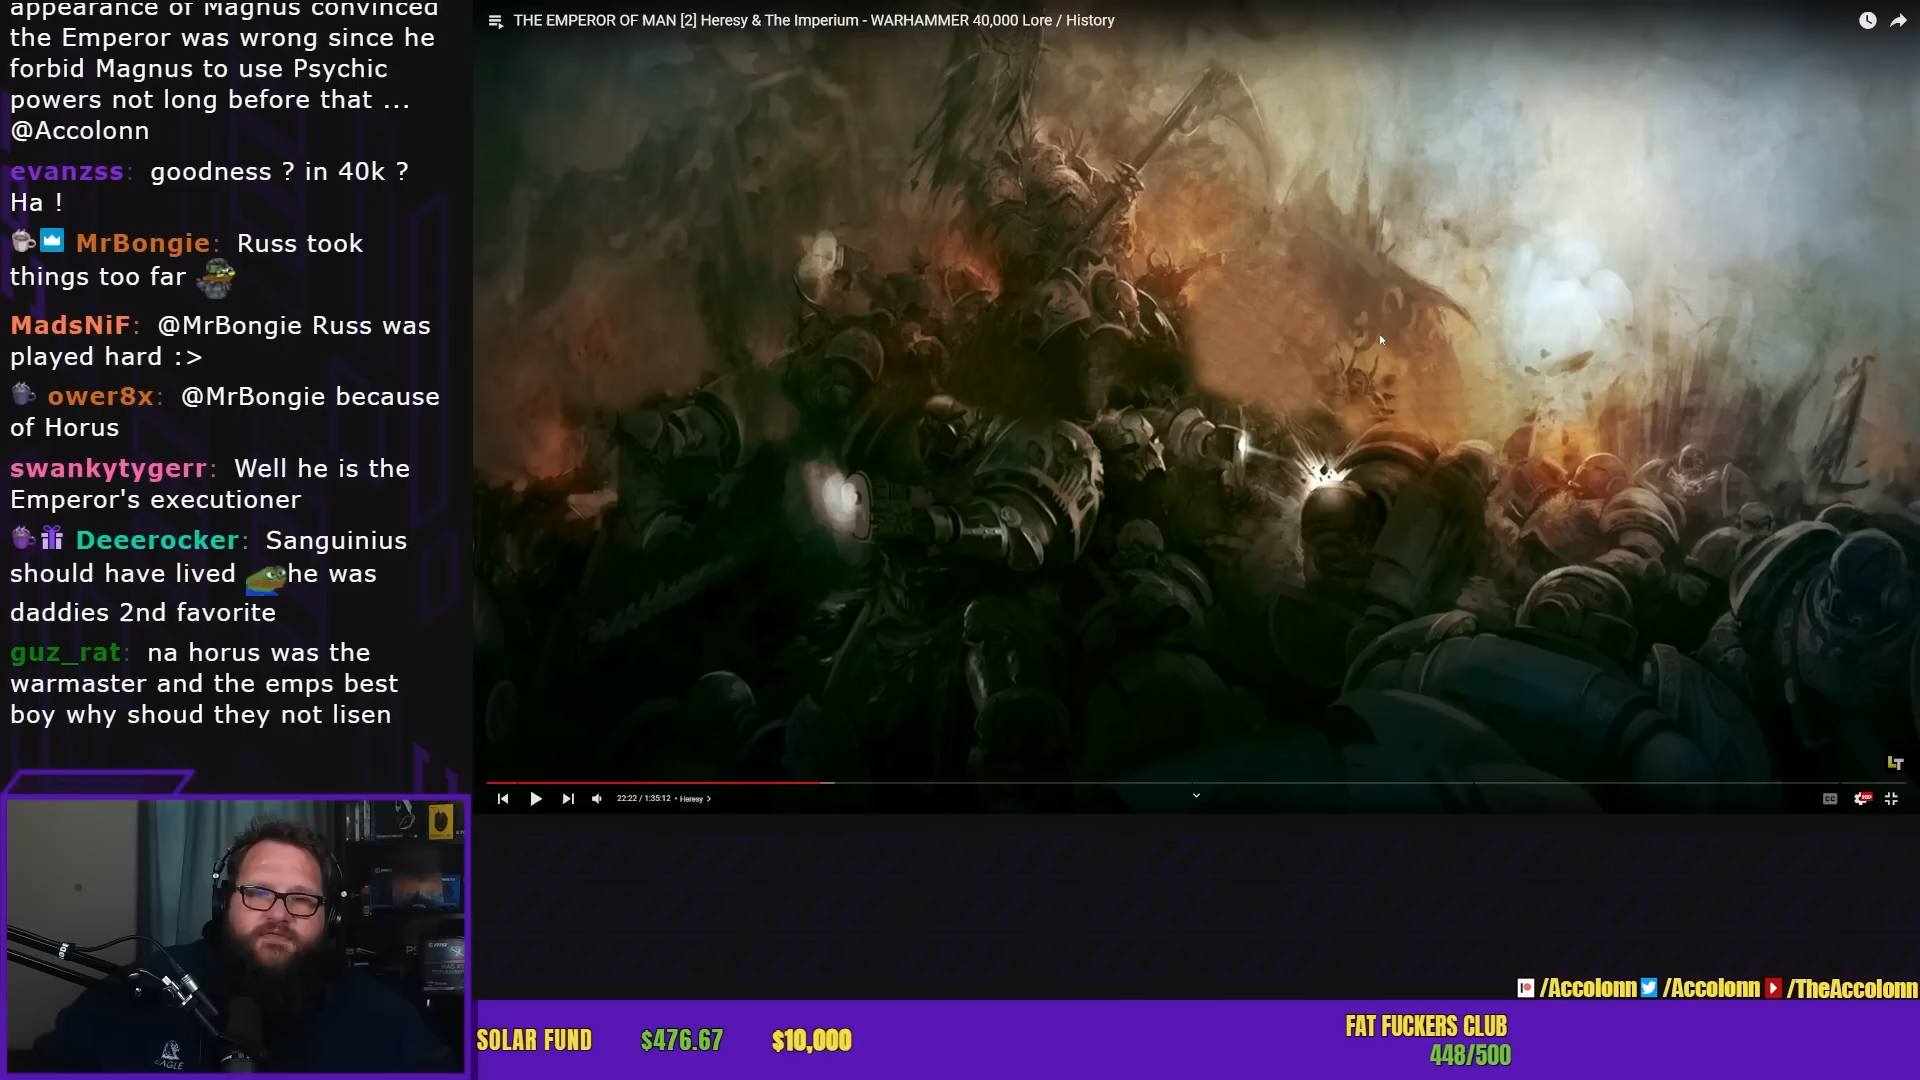 appearance of Magnus convinced
the Emperor was wrong since he
forbid Magnus to use Psychic
powers not long before that ...
@Accolonn
evanzss: goodness ? in 40k ?
Ha !
MrBongie: Russ took
things too far
MadsNiF: @MrBongie Russ was
played hard :>
ower8x: @MrBongie because
of Horus
swankytygerr: Well he is the
Emperor's executioner
Deeerocker: Sanguinius
should have lived he was
daddies 2nd favorite
guz_rat: na horus was the
warmaster and the emps best
boy why shoud they not lisen
THE EMPEROR OF MAN [2] Heresy & The Imperium - WARHAMMER 40,000 Lore / History
LT
22:22 / 1:35:12 • Heresy >
CC
HD
EAGLE
/Accolonn /Accolonn /TheAccolonn
SOLAR FUND $476.67 $10,000
FAT FUCKERS CLUB
448/500